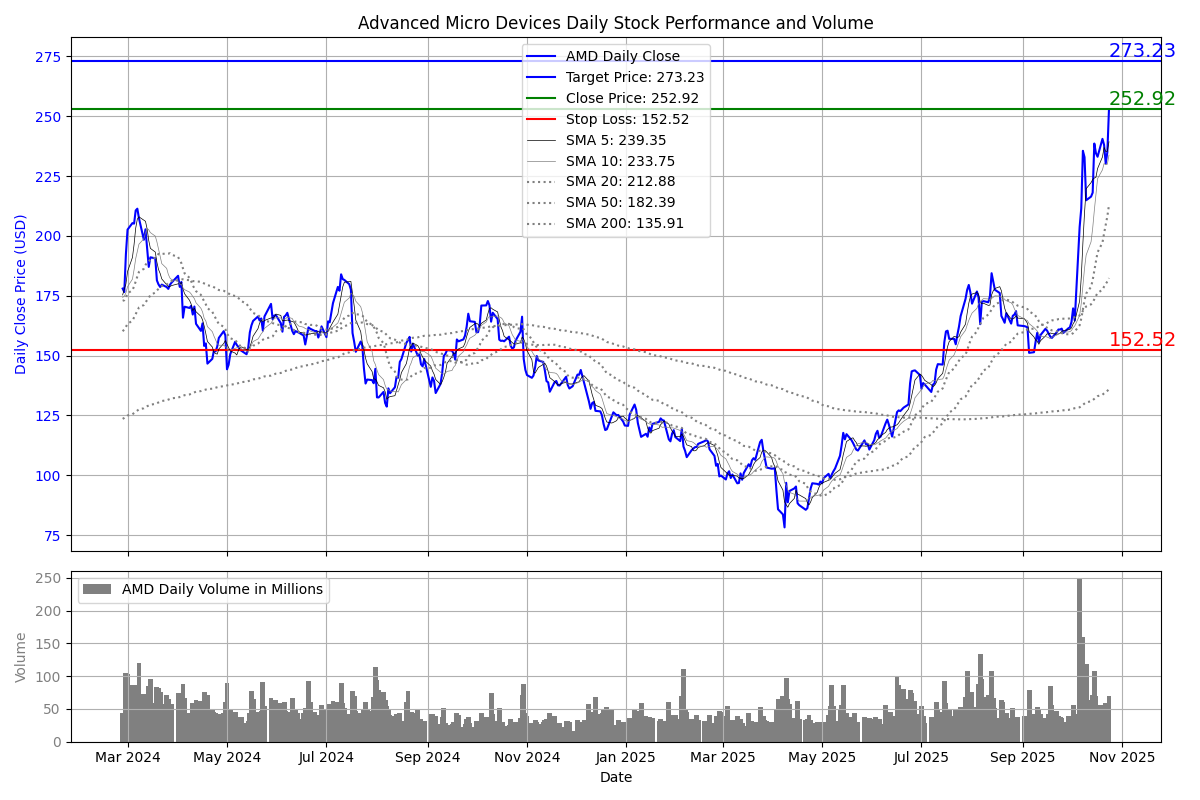 Advanced Micro Devices Daily Stock Performance and Volume
275
250
225
200
175
150
125
100
75
Daily Close Price (USD)
AMD Daily Close
Target Price: 273.23
Close Price: 252.92
Stop Loss: 152.52
SMA 5: 239.35
SMA 10: 233.75
SMA 20: 212.88
SMA 50: 182.39
SMA 200: 135.91
273.23
252.92
152.52
250
200
150
100
50
0
Volume
AMD Daily Volume in Millions
Mar 2024 May 2024 Jul 2024 Sep 2024 Nov 2024 Jan 2025 Mar 2025 May 2025 Jul 2025 Sep 2025 Nov 2025
Date